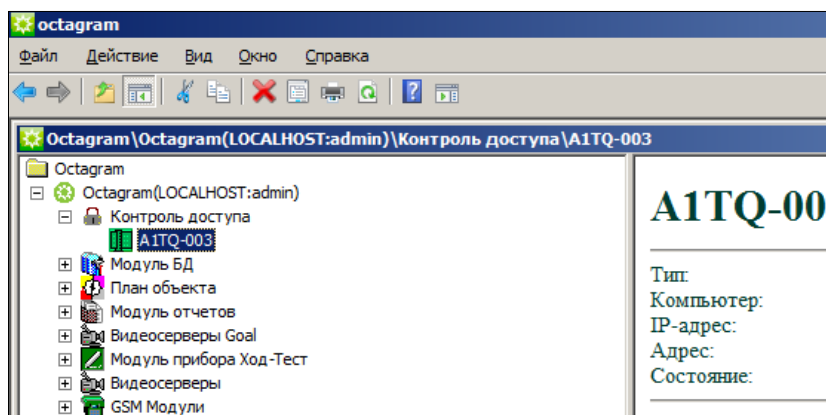 octagram
Файл Действие Вид Окно Справка
Octagram\Octagram(LOCALHOST:admin)\Контроль доступа\A1TQ-003
Octagram
Octagram(LOCALHOST:admin)
Контроль доступа
A1TQ-003
Модуль БД
План объекта
Модуль отчетов
Видеосерверы Goal
Модуль прибора Ход-Тест
Видеосерверы
GSM Модули
A1TQ-00
Тип:
Компьютер:
IP-адрес:
Адрес:
Состояние: